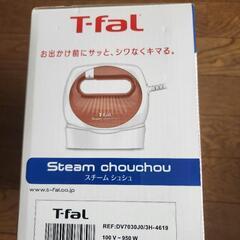 T-faL
お出かけ前にサッと、シワなくキマる。
Steam chouchou
スチーム シュシュ
www.t-fal.co.jp
T-faL
REF:DV7030J0/3H-4619
100 V ~ 950 W